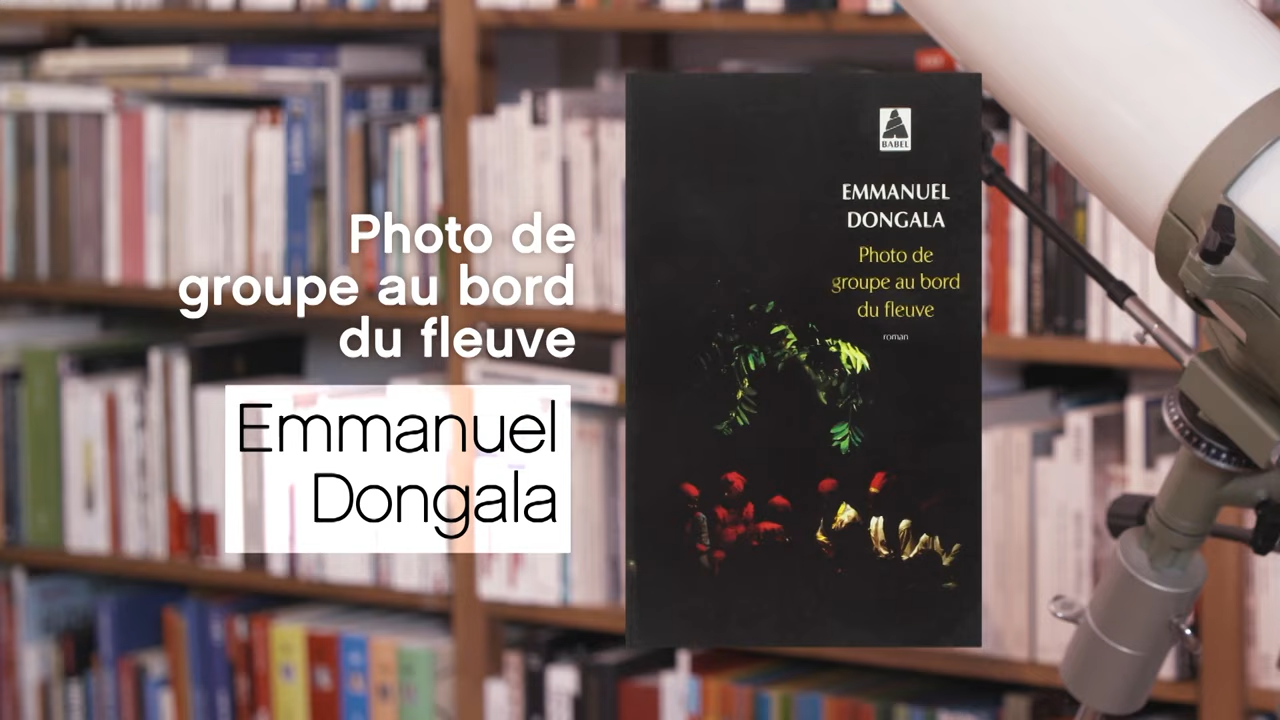 Photo de
groupe au bord
du fleuve
Emmanuel
Dongala
BABEL
EMMANUEL
DONGALA
Photo de
groupe au bord
du fleuve
roman